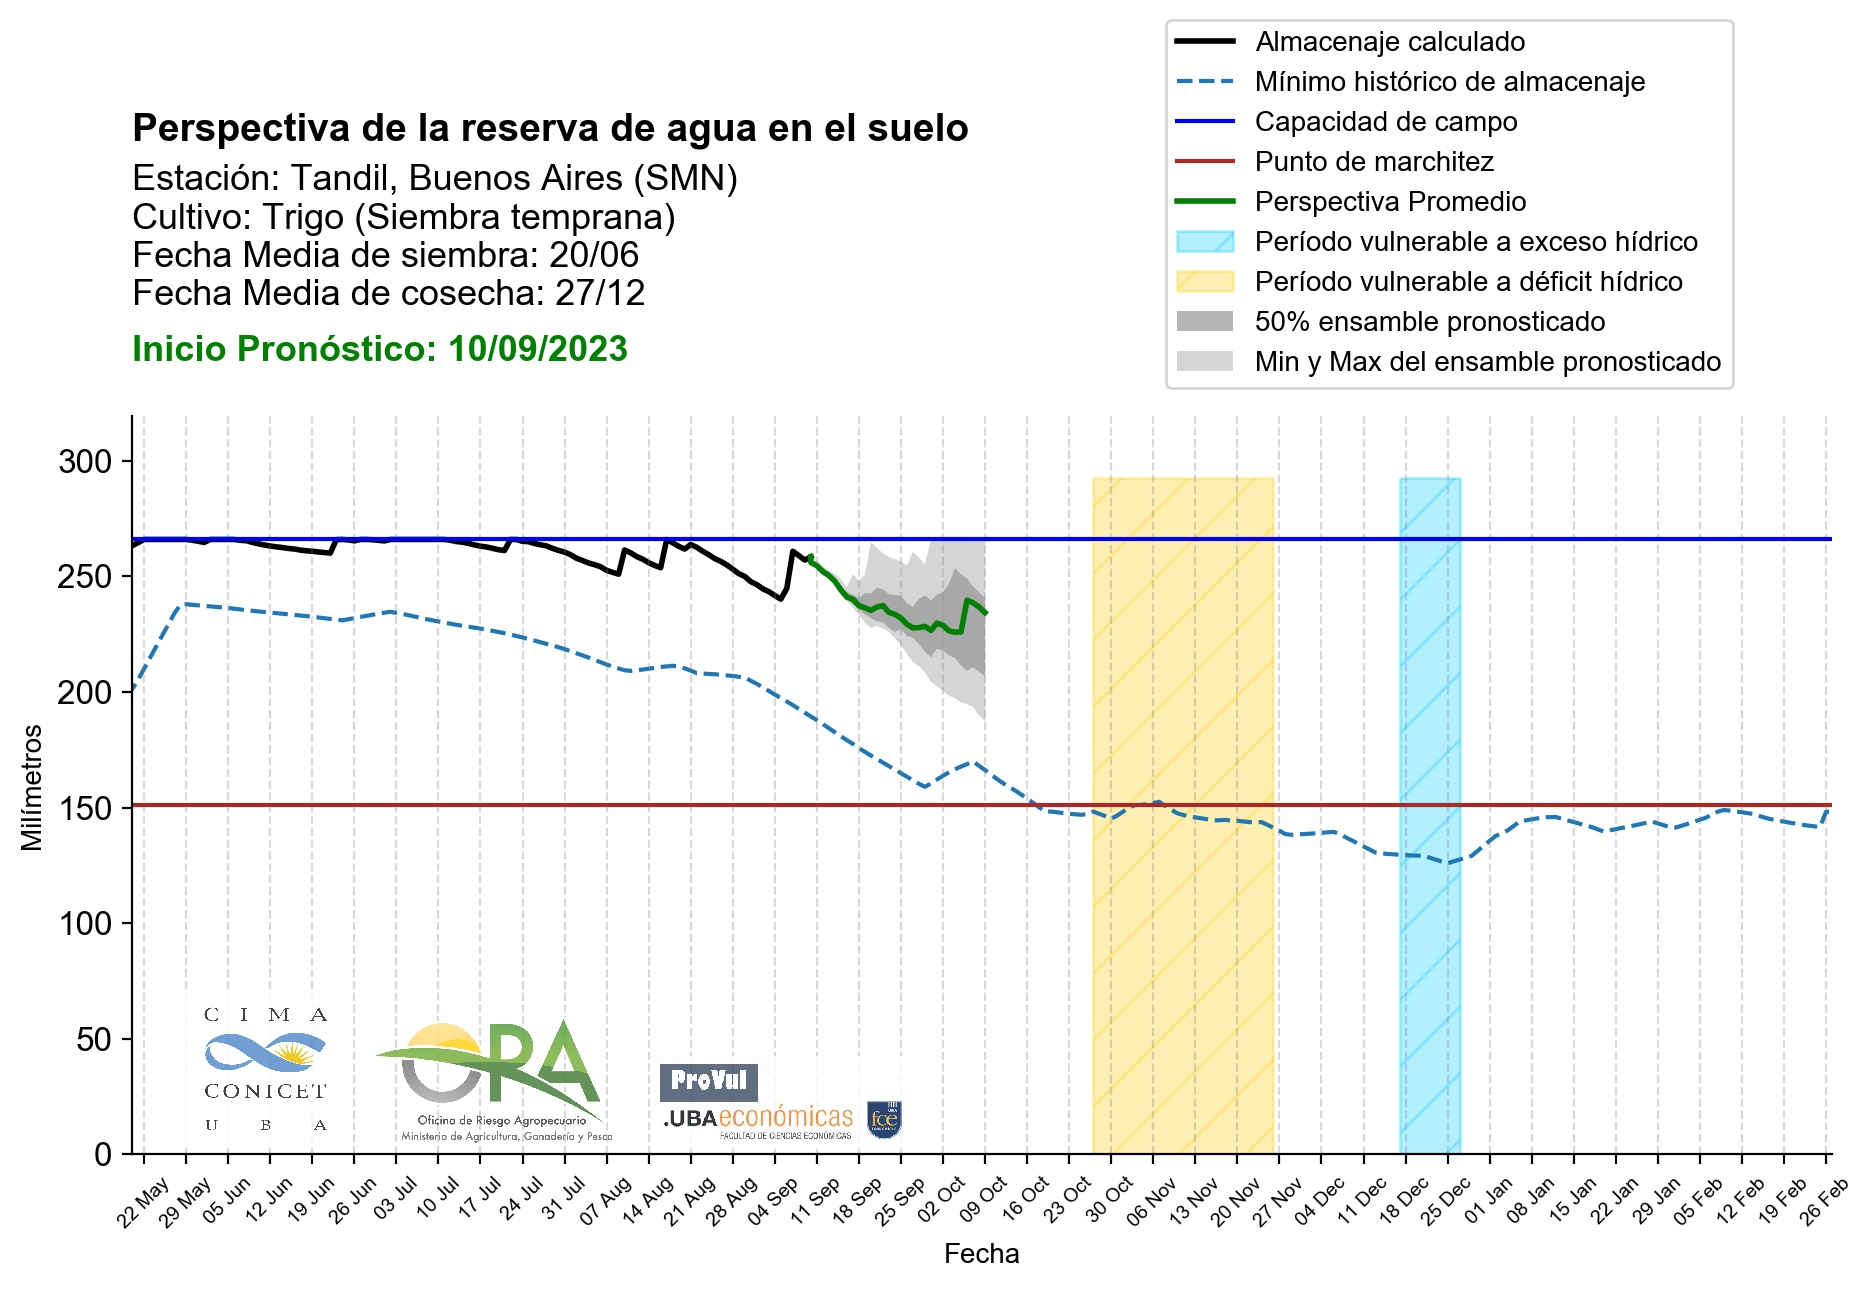 Almacenaje calculado
Mínimo histórico de almacenaje
Capacidad de campo
Punto de marchitez
Perspectiva Promedio
Período vulnerable a exceso hídrico
Período vulnerable a déficit hídrico
50% ensamble pronosticado
Min y Max del ensamble pronosticado
Perspectiva de la reserva de agua en el suelo
Estación: Tandil, Buenos Aires (SMN)
Cultivo: Trigo (Siembra temprana)
Fecha Media de siembra: 20/06
Fecha Media de cosecha: 27/12
Inicio Pronóstico: 10/09/2023
Milímetros
300
250
200
150
100
50
0
CIMA
CONICET
UBA
ORA
Oficina de Riesgo Agropecuario
Ministerio de Agricultura, Ganadería y Pesca
ProVul
.UBAeconómicas
FACULTAD DE CIENCIAS ECONÓMICAS
UBA
fce
ECONÓMICAS
22 May
29 May
05 Jun
12 Jun
19 Jun
26 Jun
03 Jul
10 Jul
17 Jul
24 Jul
31 Jul
07 Aug
14 Aug
21 Aug
28 Aug
04 Sep
11 Sep
18 Sep
25 Sep
02 Oct
09 Oct
16 Oct
23 Oct
30 Oct
06 Nov
13 Nov
20 Nov
27 Nov
04 Dec
11 Dec
18 Dec
25 Dec
01 Jan
08 Jan
15 Jan
22 Jan
29 Jan
05 Feb
12 Feb
19 Feb
26 Feb
Fecha